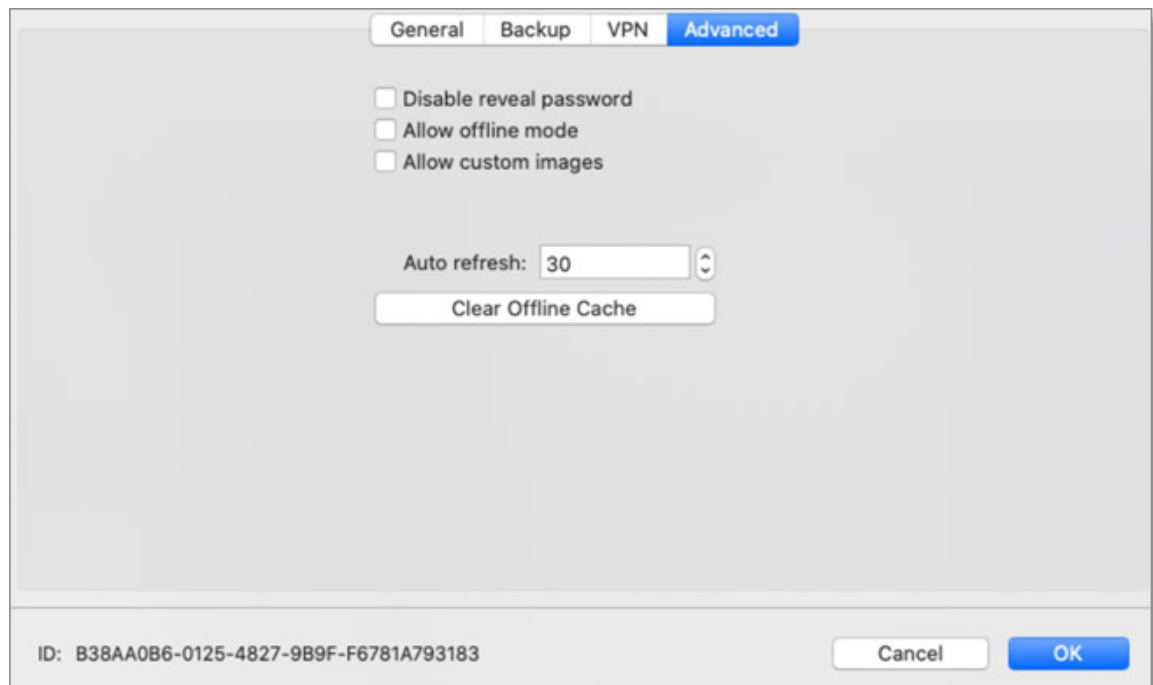 General Backup VPN Advanced
Disable reveal password
Allow offline mode
Allow custom images
Auto refresh: 30
Clear Offline Cache
ID: B38AA0B6-0125-4827-9B9F-F6781A793183 Cancel OK